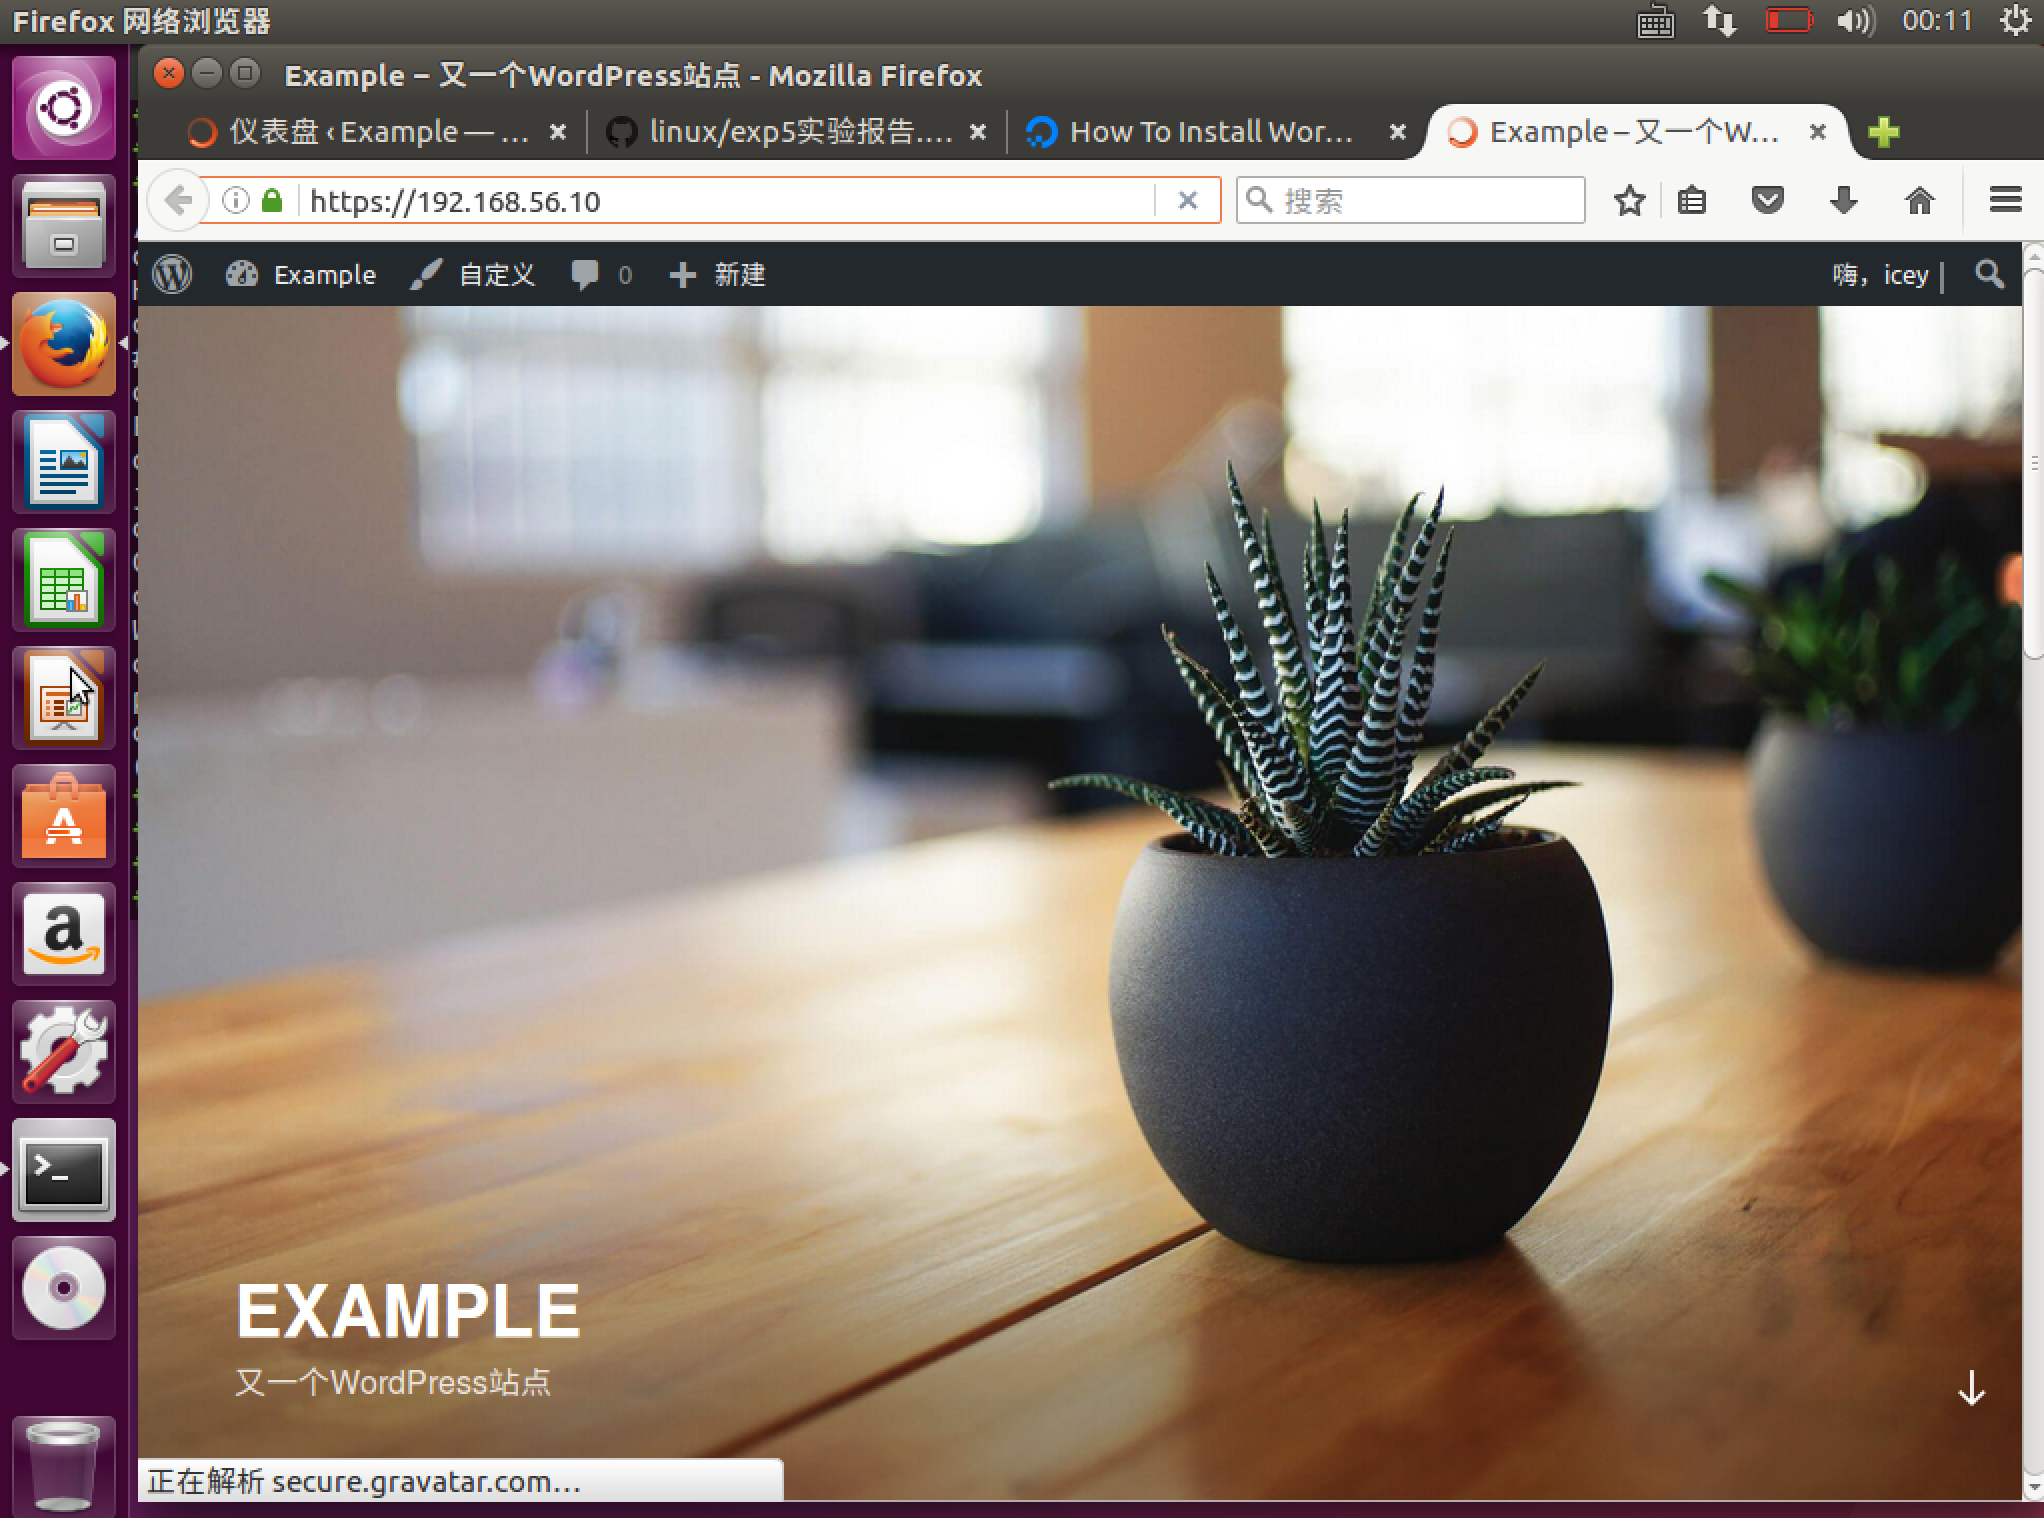 Firefox 网络浏览器
00:11
Example – 又一个WordPress站点 - Mozilla Firefox
仪表盘 ‹ Example — …
linux/exp5实验报告.…
How To Install Wor…
Example – 又一个W…
https://192.168.56.10
搜索
Example
自定义
0
新建
嗨，icey
EXAMPLE
又一个WordPress站点
正在解析 secure.gravatar.com…